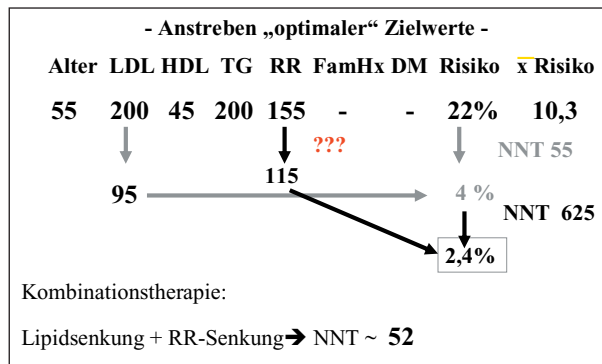 - Anstreben „optimaler“ Zielwerte -
Alter LDL HDL TG RR FamHx DM Risiko x Risiko
55 200 45 200 155 - - 22% 10,3
??? NNT 55
95 115 4 % NNT 625
2,4%
Kombinationstherapie:
Lipidsenkung + RR-Senkung➔ NNT ~ 52